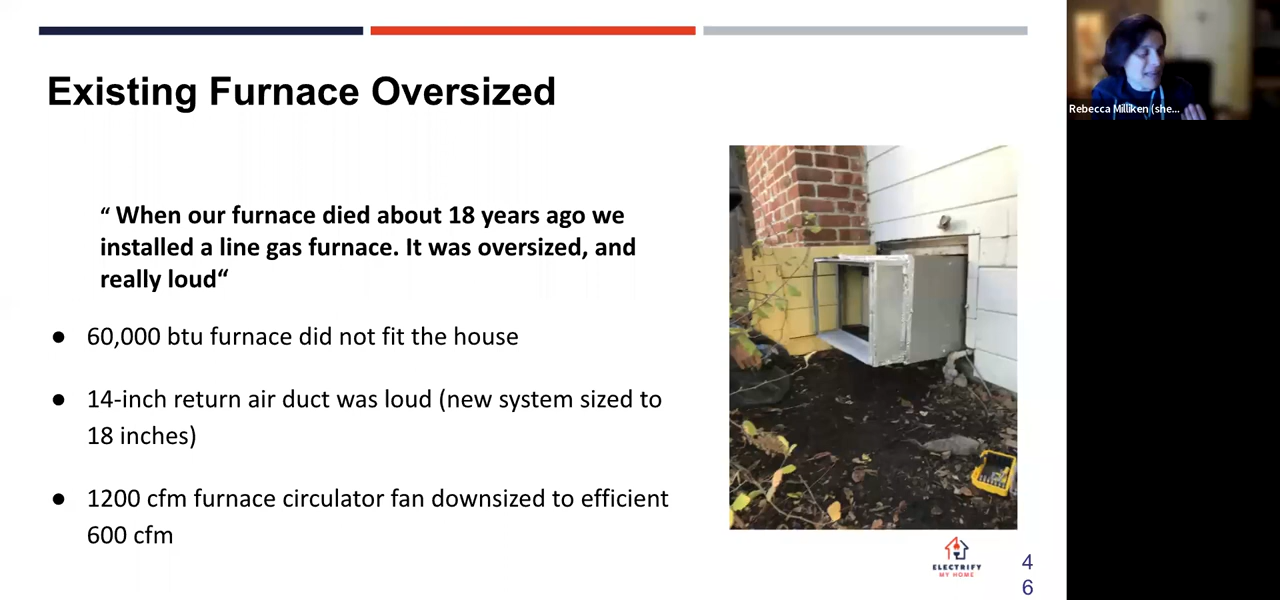 Existing Furnace Oversized
“ When our furnace died about 18 years ago we
installed a line gas furnace. It was oversized, and
really loud“
● 60,000 btu furnace did not fit the house
● 14-inch return air duct was loud (new system sized to
18 inches)
● 1200 cfm furnace circulator fan downsized to efficient
600 cfm
ELECTRIFY
MY HOME
4
6
Rebecca Milliken (she...